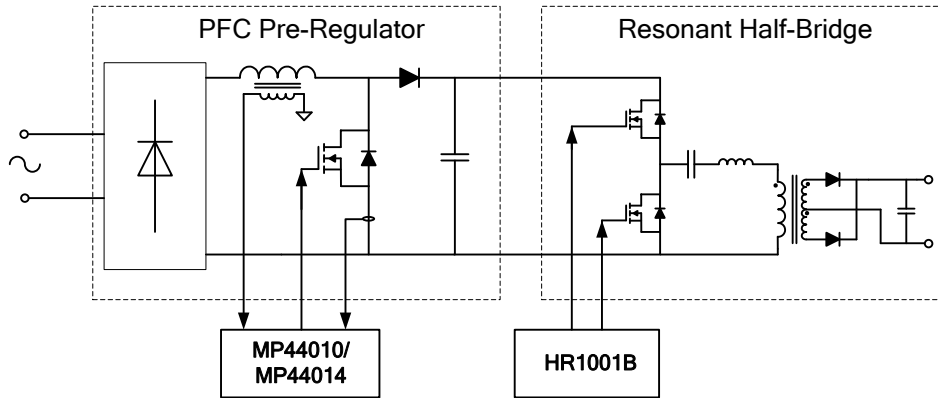 PFC Pre-Regulator
Resonant Half-Bridge
MP44010/
MP44014
HR1001B